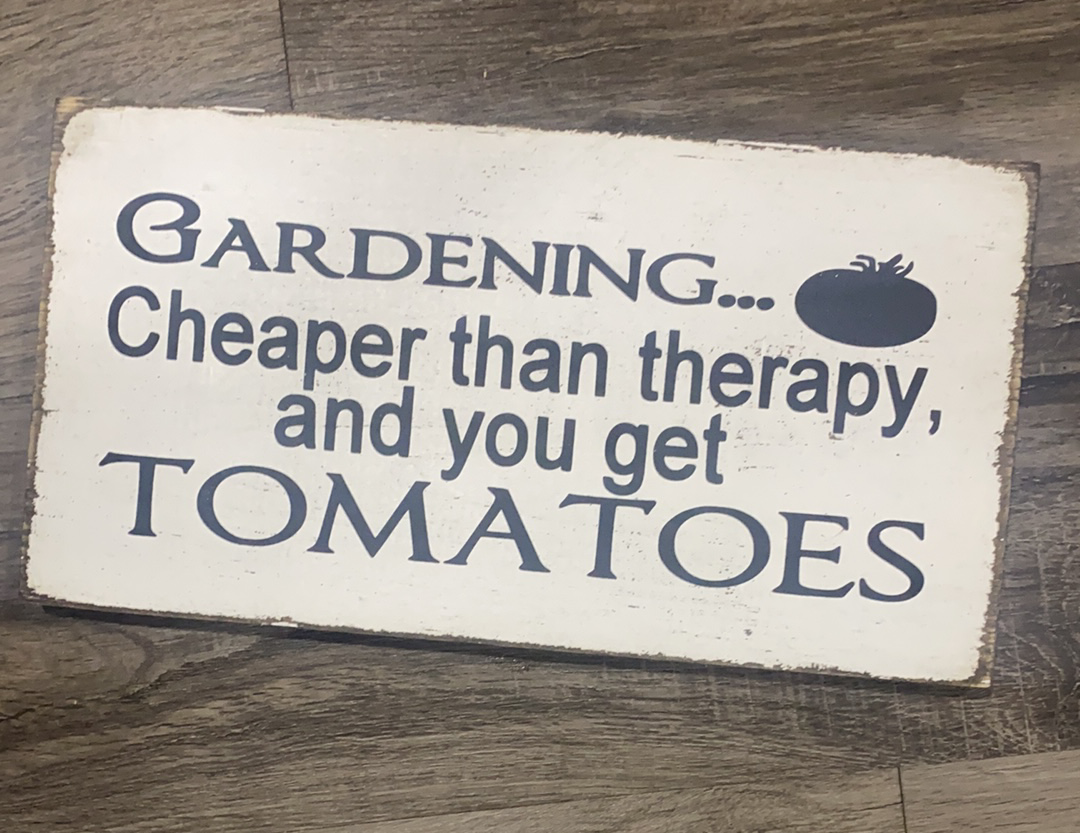 GARDENING...
Cheaper than therapy,
and you get
TOMATOES